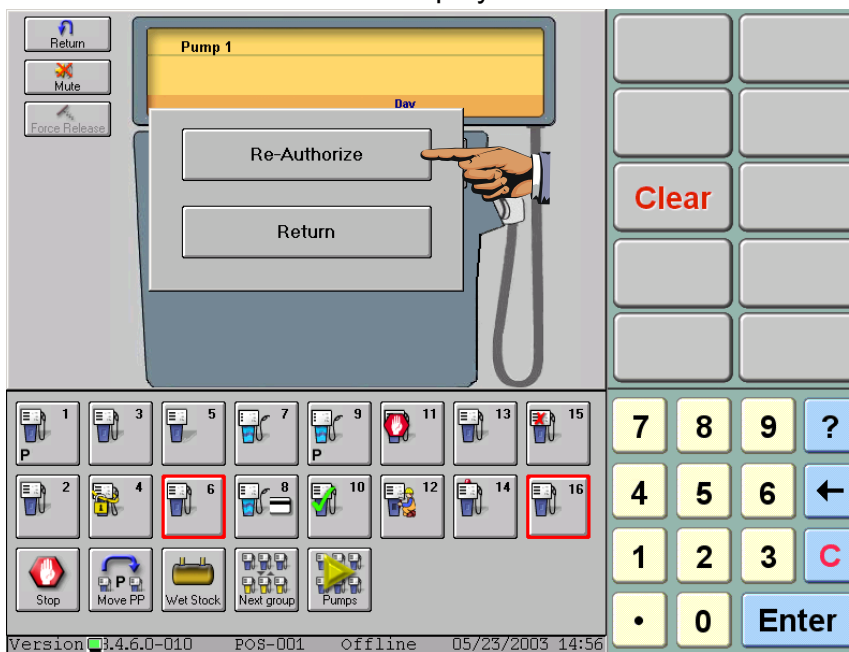 Return
Mute
Force Release
Pump 1
Day
Re-Authorize
Return
Clear
1 3 5 7 9 11 13 15
P P
2 4 6 8 10 12 14 16
Stop Move PP Wet Stock Next group Pumps
P
7 8 9 ?
4 5 6 ←
1 2 3 C
• 0 Enter
Version 3.4.6.0-010 POS-001 Offline 05/23/2003 14:56